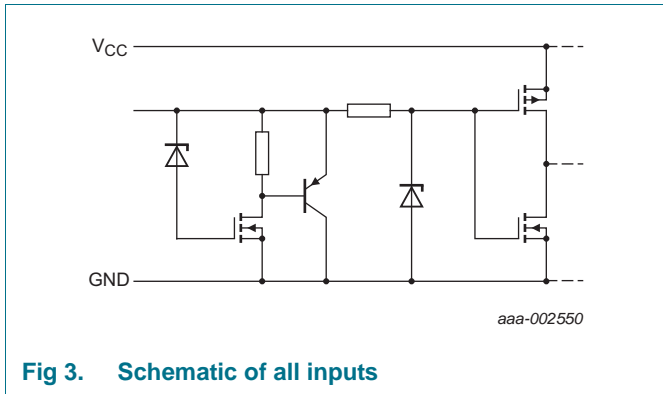 VCC
GND
aaa-002550
Fig 3. Schematic of all inputs